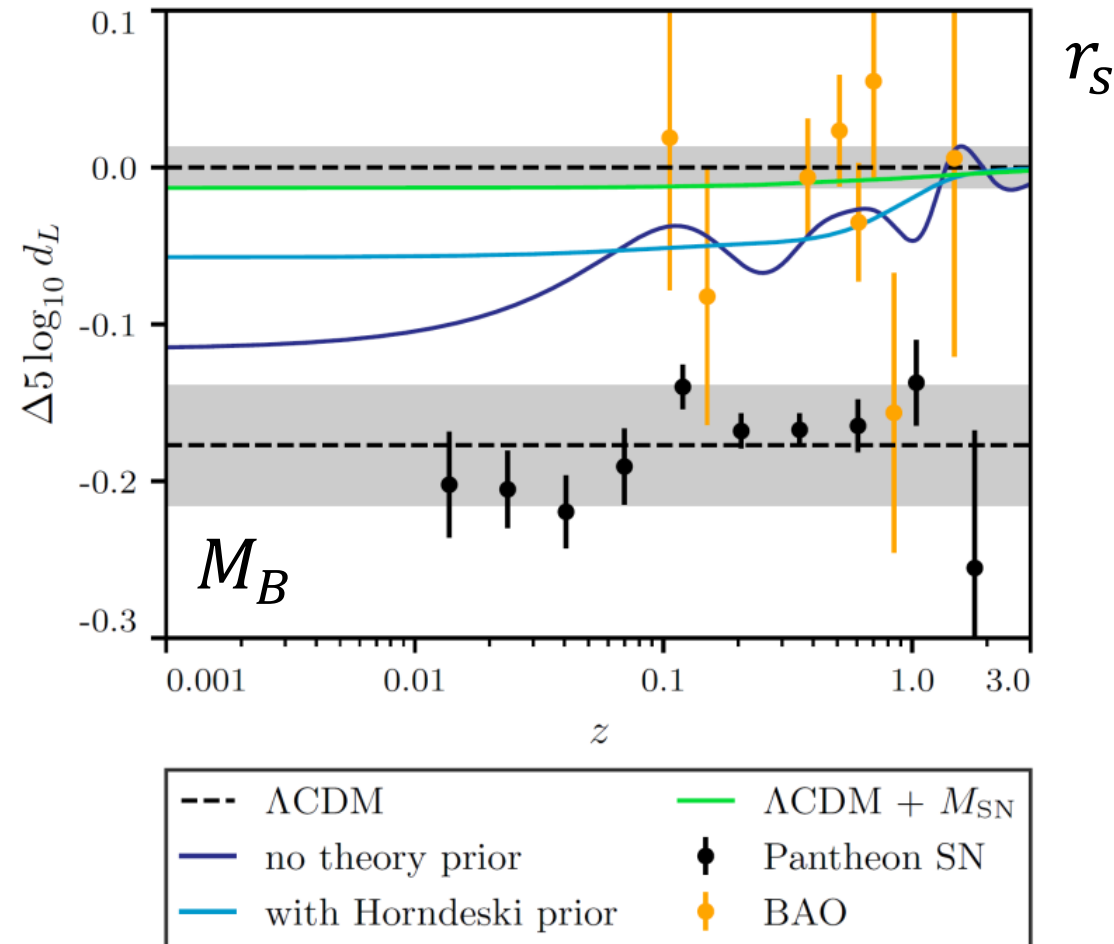 0.1
r_s
0.0
-0.1
-0.2
-0.3
Δ5 log₁₀ d_L
M_B
0.001 0.01 0.1 1.0 3.0
z
ΛCDM ΛCDM + M_SN
no theory prior Pantheon SN
with Horndeski prior BAO